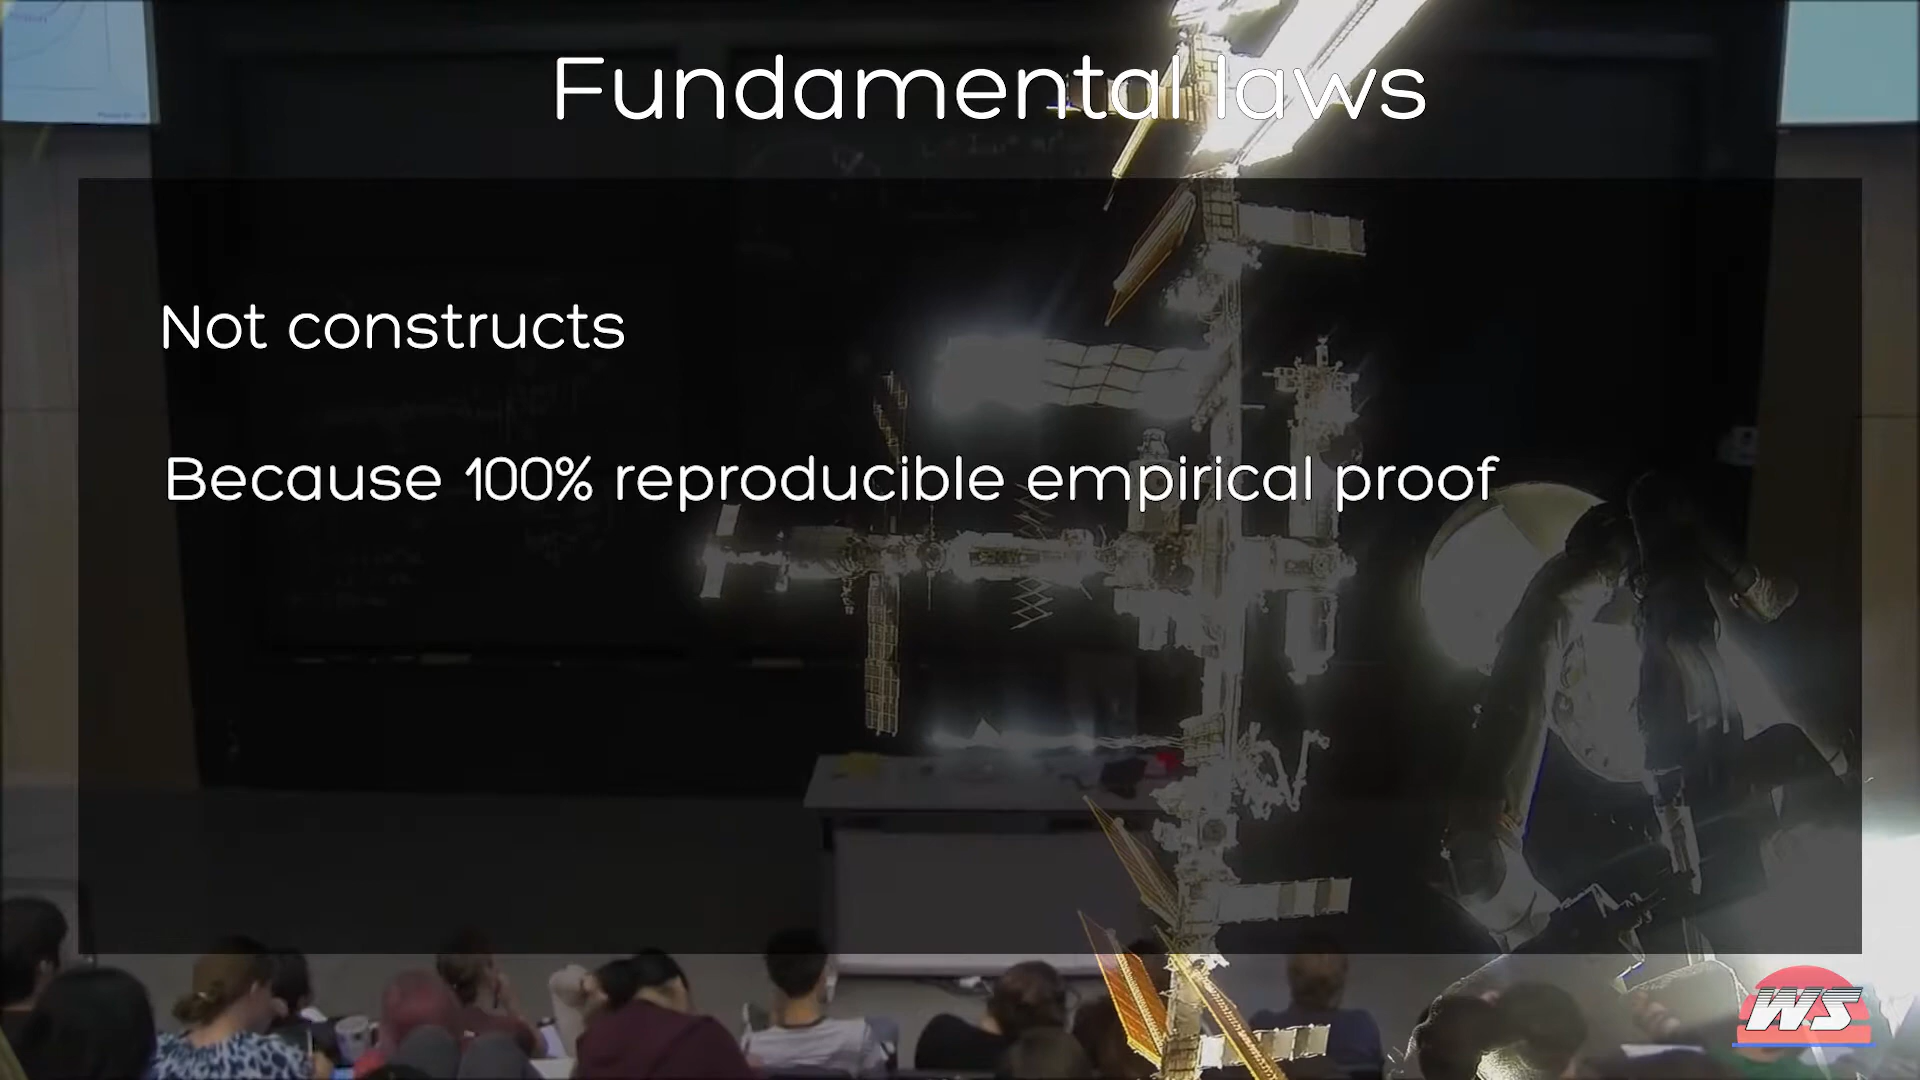 Fundamental laws
Not constructs
Because 100% reproducible empirical proof
WS